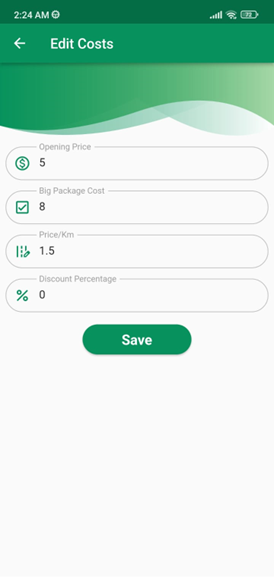 2:24 AM
Edit Costs
Opening Price
5
Big Package Cost
8
Price/Km
1.5
Discount Percentage
0
Save